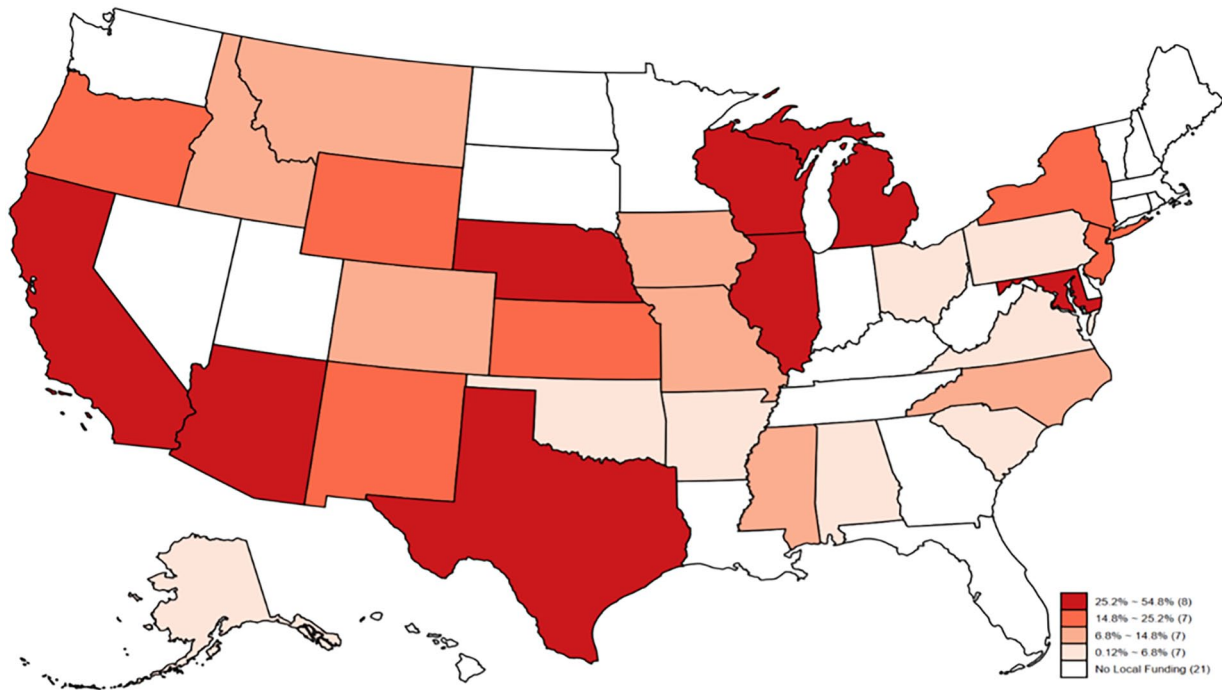 25.2% ~ 54.8% (8)
14.8% ~ 25.2% (7)
6.8% ~ 14.8% (7)
0.12% ~ 6.8% (7)
No Local Funding (21)